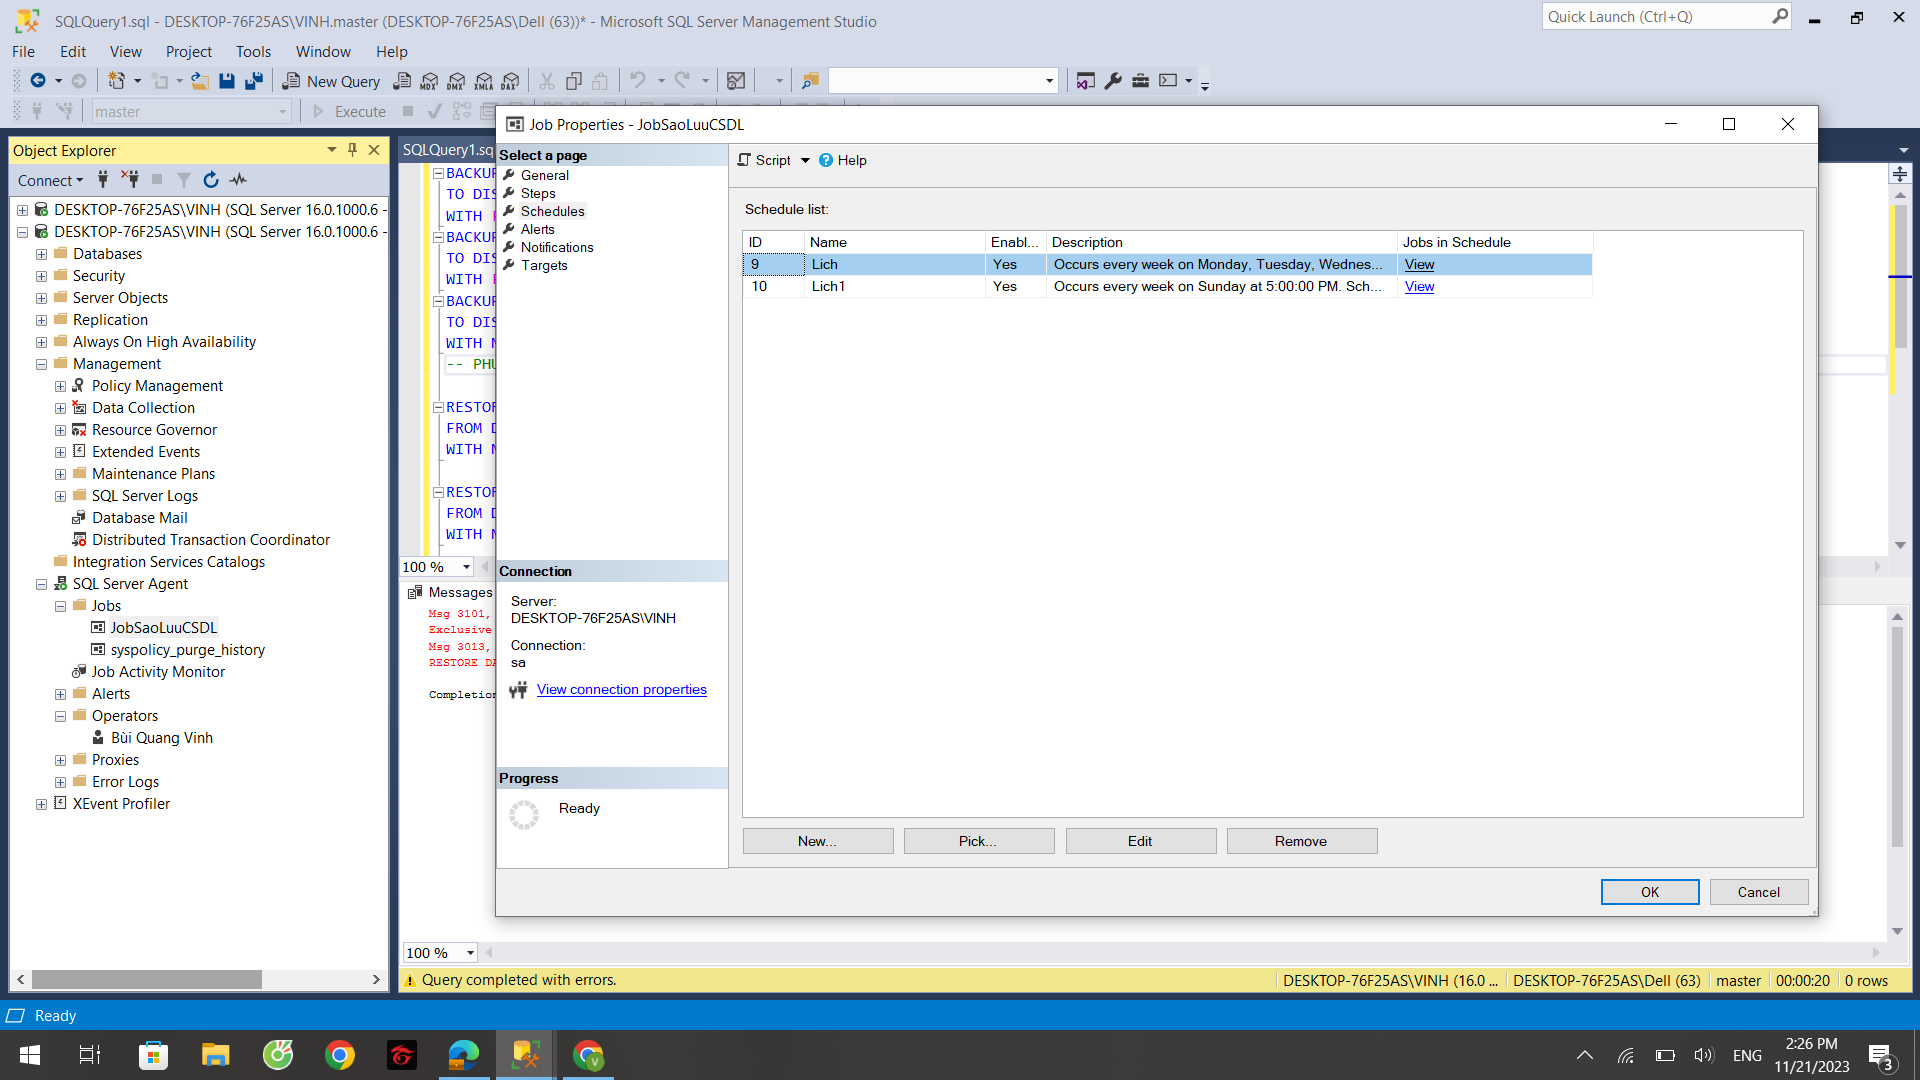 SQLQuery1.sql - DESKTOP-76F25AS\VINH.master (DESKTOP-76F25AS\Dell (63))* - Microsoft SQL Server Management Studio
Quick Launch (Ctrl+Q)
File Edit View Project Tools Window Help
New Query MDX DMX XMLA DAX
master Execute
Object Explorer
Connect
DESKTOP-76F25AS\VINH (SQL Server 16.0.1000.6 -
DESKTOP-76F25AS\VINH (SQL Server 16.0.1000.6 -
Databases
Security
Server Objects
Replication
Always On High Availability
Management
Policy Management
Data Collection
Resource Governor
Extended Events
Maintenance Plans
SQL Server Logs
Database Mail
Distributed Transaction Coordinator
Integration Services Catalogs
SQL Server Agent
Jobs
JobSaoLuuCSDL
syspolicy_purge_history
Job Activity Monitor
Alerts
Operators
Bùi Quang Vinh
Proxies
Error Logs
XEvent Profiler
SQLQuery1.sq
BACKUP
TO DIS
WITH
BACKUP
TO DIS
WITH
BACKUP
TO DIS
WITH N
-- PHU
RESTOR
FROM D
WITH N
RESTOR
FROM D
WITH N
100 %
Messages
Msg 3101,
Exclusive
Msg 3013,
RESTORE DA
Completion
100 %
Job Properties - JobSaoLuuCSDL
Select a page
General
Steps
Schedules
Alerts
Notifications
Targets
Connection
Server:
DESKTOP-76F25AS\VINH
Connection:
sa
View connection properties
Progress
Ready
Script Help
Schedule list:
ID Name Enabl... Description Jobs in Schedule
9 Lich Yes Occurs every week on Monday, Tuesday, Wednes... View
10 Lich1 Yes Occurs every week on Sunday at 5:00:00 PM. Sch... View
New... Pick... Edit Remove
OK Cancel
Query completed with errors. DESKTOP-76F25AS\VINH (16.0 ... DESKTOP-76F25AS\Dell (63) master 00:00:20 0 rows
Ready
ENG 2:26 PM
11/21/2023
3